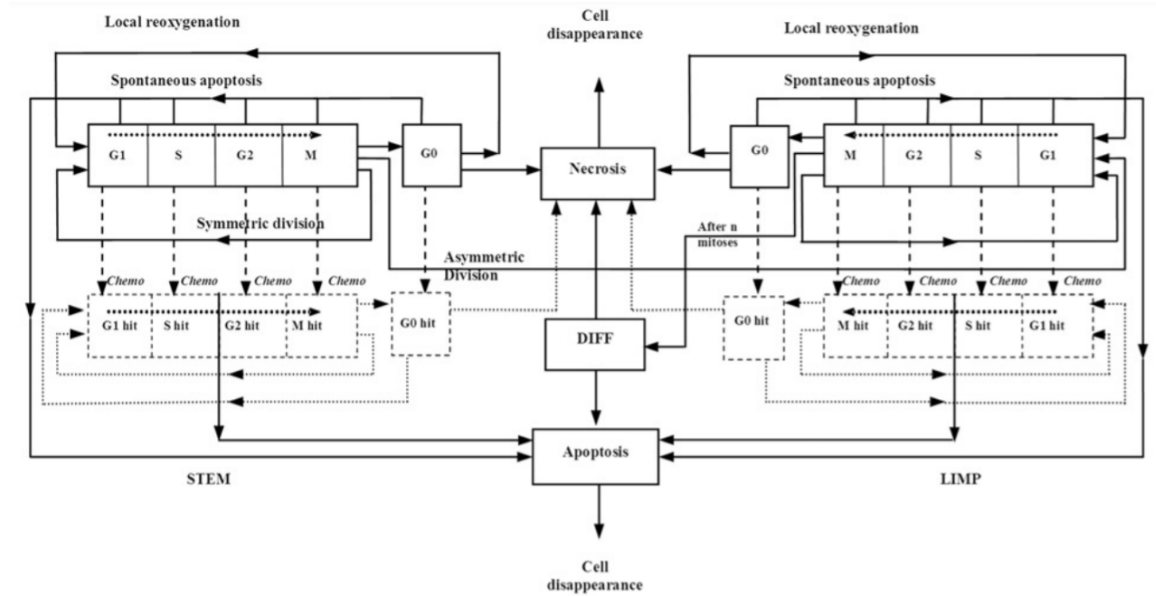 Local reoxygenation
Cell
disappearance
Local reoxygenation
Spontaneous apoptosis
Spontaneous apoptosis
G1
S
G2
M
G0
Necrosis
G0
M
G2
S
G1
Symmetric division
After n
mitoses
Asymmetric
Division
Chemo
Chemo
Chemo
Chemo
Chemo
Chemo
Chemo
Chemo
G1 hit
S hit
G2 hit
M hit
G0 hit
DIFF
G0 hit
M hit
G2 hit
S hit
G1 hit
Apoptosis
STEM
LIMP
Cell
disappearance